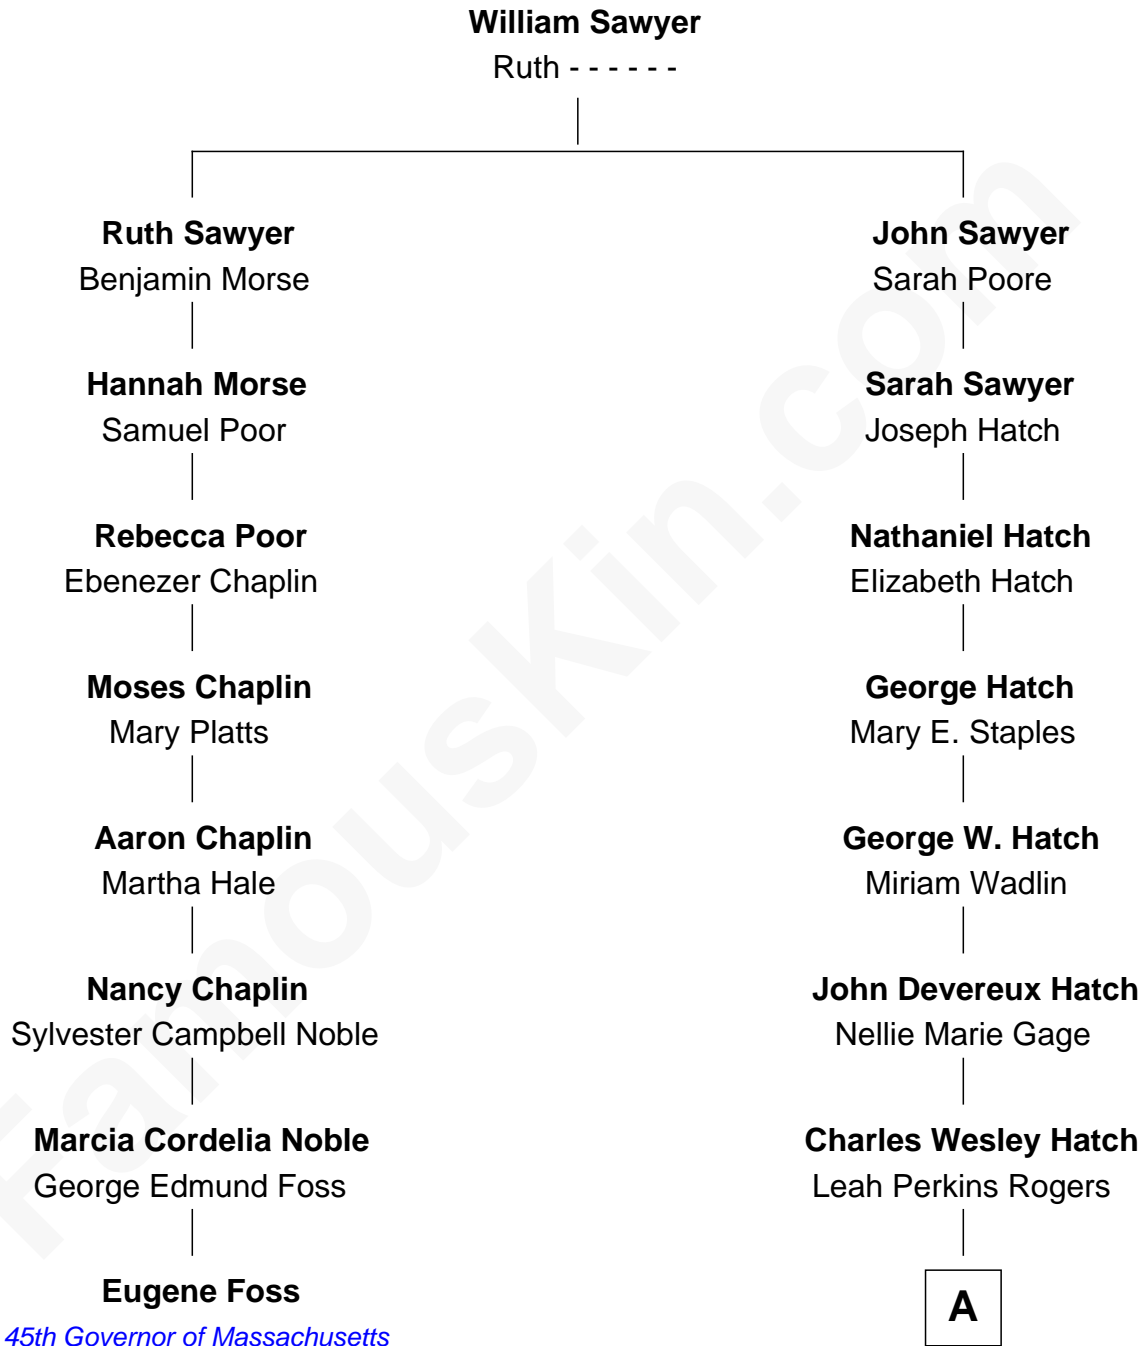 William Sawyer
Ruth - - - - - -
Ruth Sawyer
Benjamin Morse
John Sawyer
Sarah Poore
Hannah Morse
Samuel Poor
Sarah Sawyer
Joseph Hatch
Rebecca Poor
Ebenezer Chaplin
Nathaniel Hatch
Elizabeth Hatch
Moses Chaplin
Mary Platts
George Hatch
Mary E. Staples
Aaron Chaplin
Martha Hale
George W. Hatch
Miriam Wadlin
Nancy Chaplin
Sylvester Campbell Noble
John Devereux Hatch
Nellie Marie Gage
Marcia Cordelia Noble
George Edmund Foss
Charles Wesley Hatch
Leah Perkins Rogers
Eugene Foss
45th Governor of Massachusetts
A
FamousKin.com